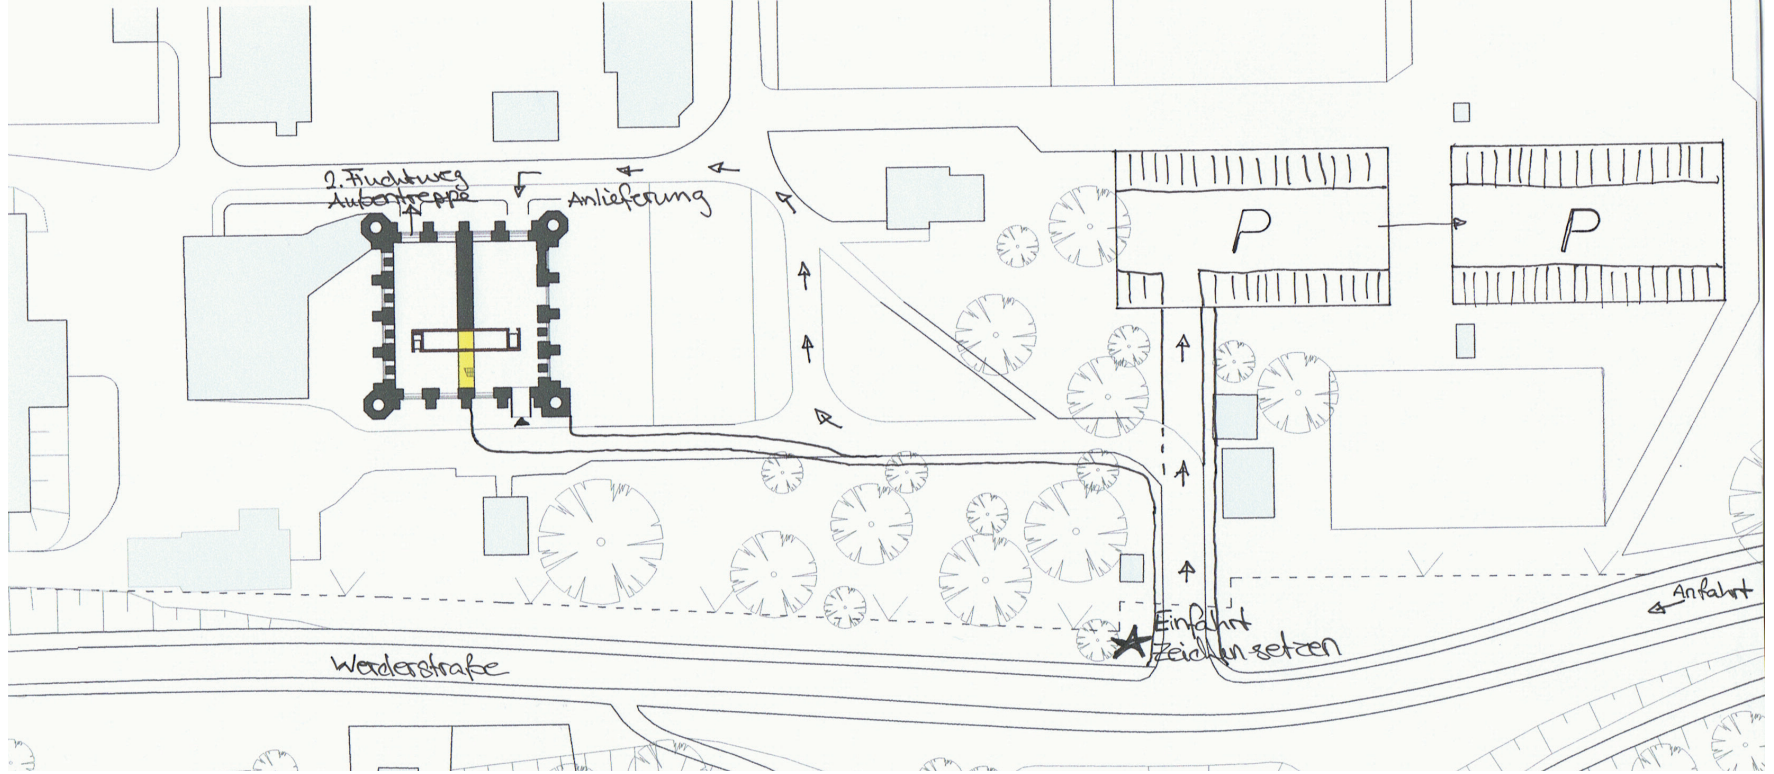 2. Fluchtweg
Außentreppe
Anlieferung
P
P
Anfahrt
Einfahrt
Zeichen setzen
Werderstraße